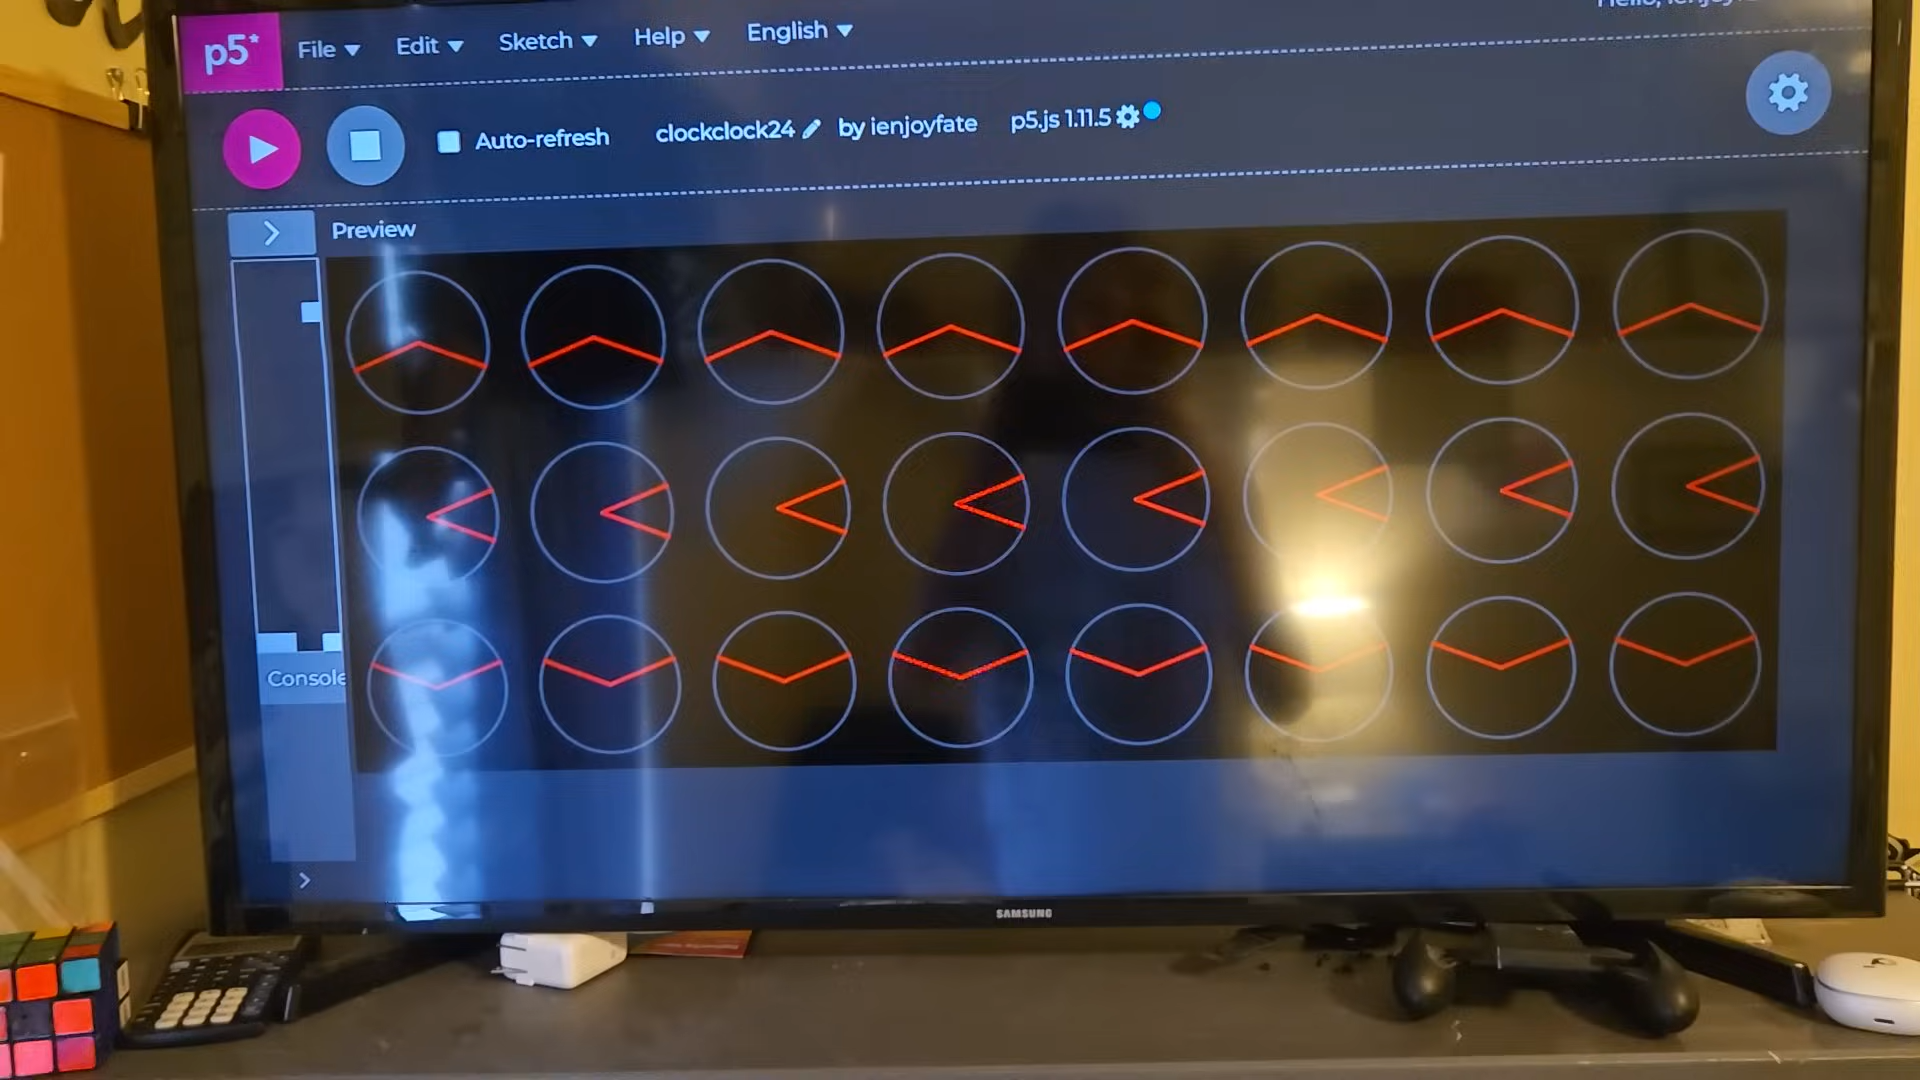 p5*
File
Edit
Sketch
Help
English
Auto-refresh
clockclock24
by ienjoyfate
p5.js 1.11.5
Preview
Console
SAMSUNG